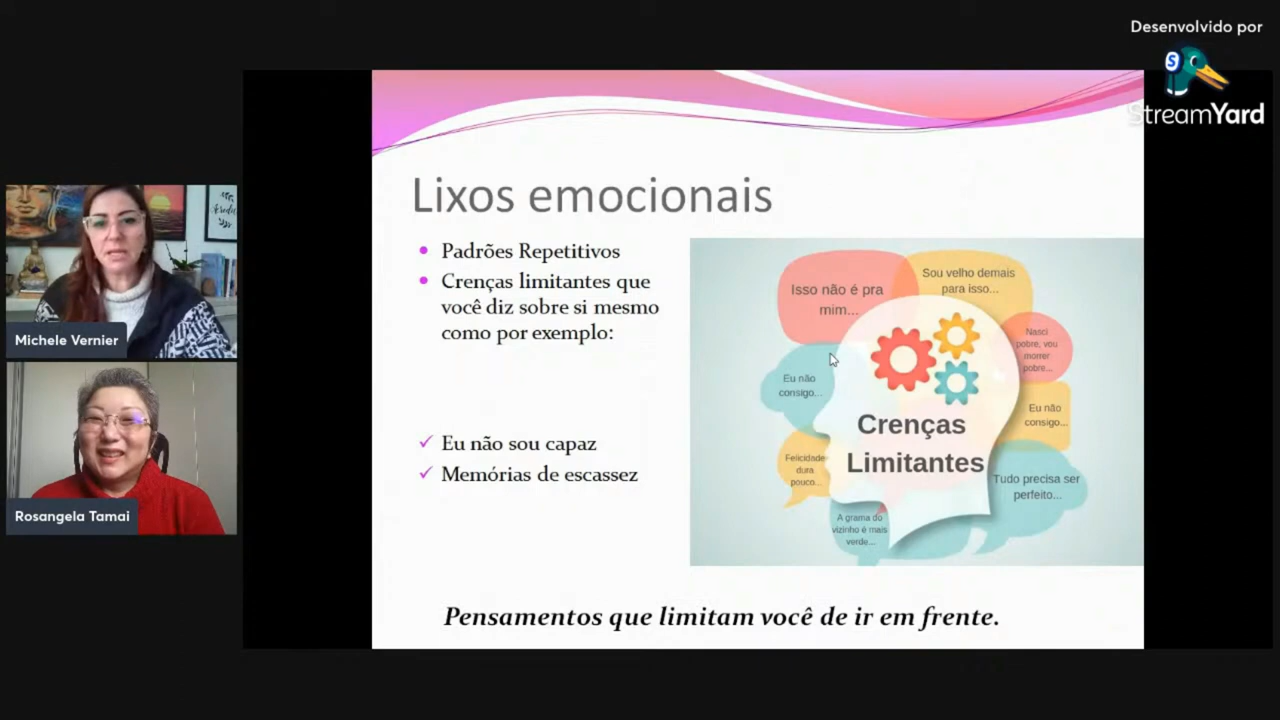 Desenvolvido por
StreamYard
Lixos emocionais
Padrões Repetitivos
Crenças limitantes que
você diz sobre si mesmo
como por exemplo:
Eu não sou capaz
Memórias de escassez
Isso não é pra
mim...
Sou velho demais
para isso...
Nasci
pobre, vou
morrer
pobre...
Eu não
consigo...
Eu não
consigo...
Crenças
Limitantes
Felicidade
dura
pouco...
Tudo precisa ser
perfeito...
A grama do
vizinho é mais
verde...
Pensamentos que limitam você de ir em frente.
Michele Vernier
Rosangela Tamai